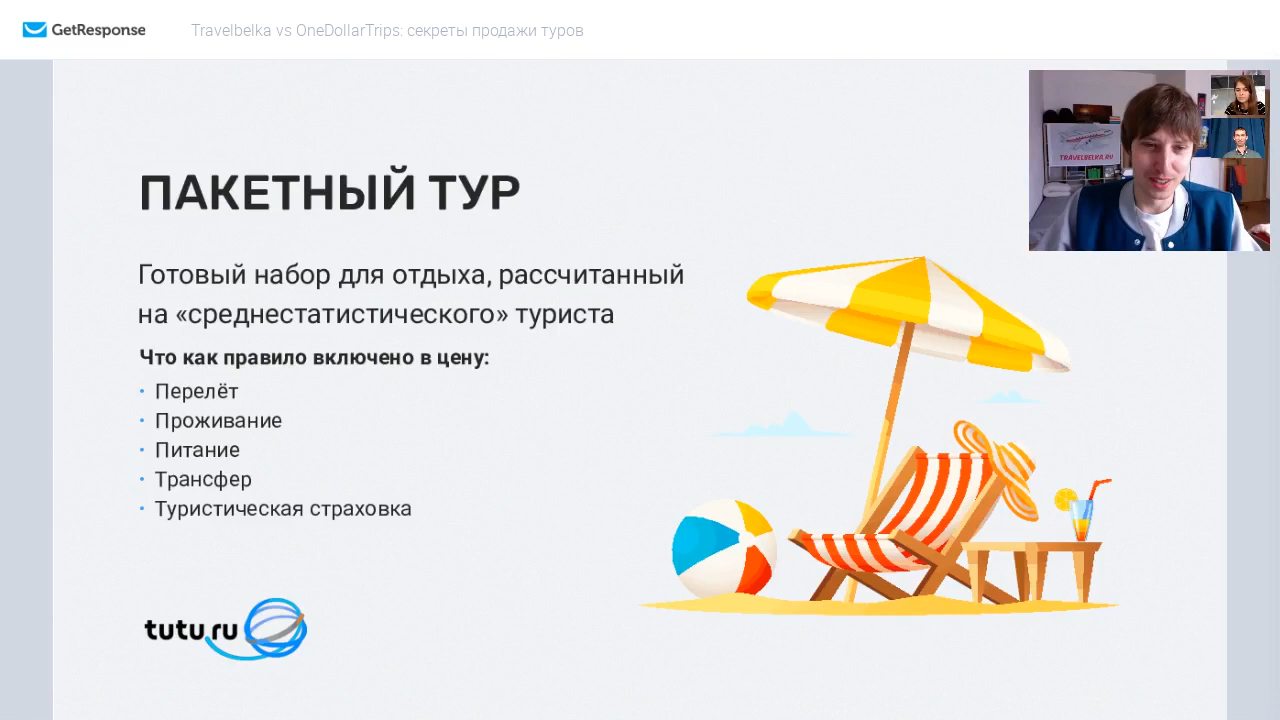 GetResponse
Travelbelka vs OneDollarTrips: секреты продажи туров
TRAVELBELKA.RU
ПАКЕТНЫЙ ТУР
Готовый набор для отдыха, рассчитанный
на «среднестатистического» туриста
Что как правило включено в цену:
• Перелёт
• Проживание
• Питание
• Трансфер
• Туристическая страховка
tutu.ru